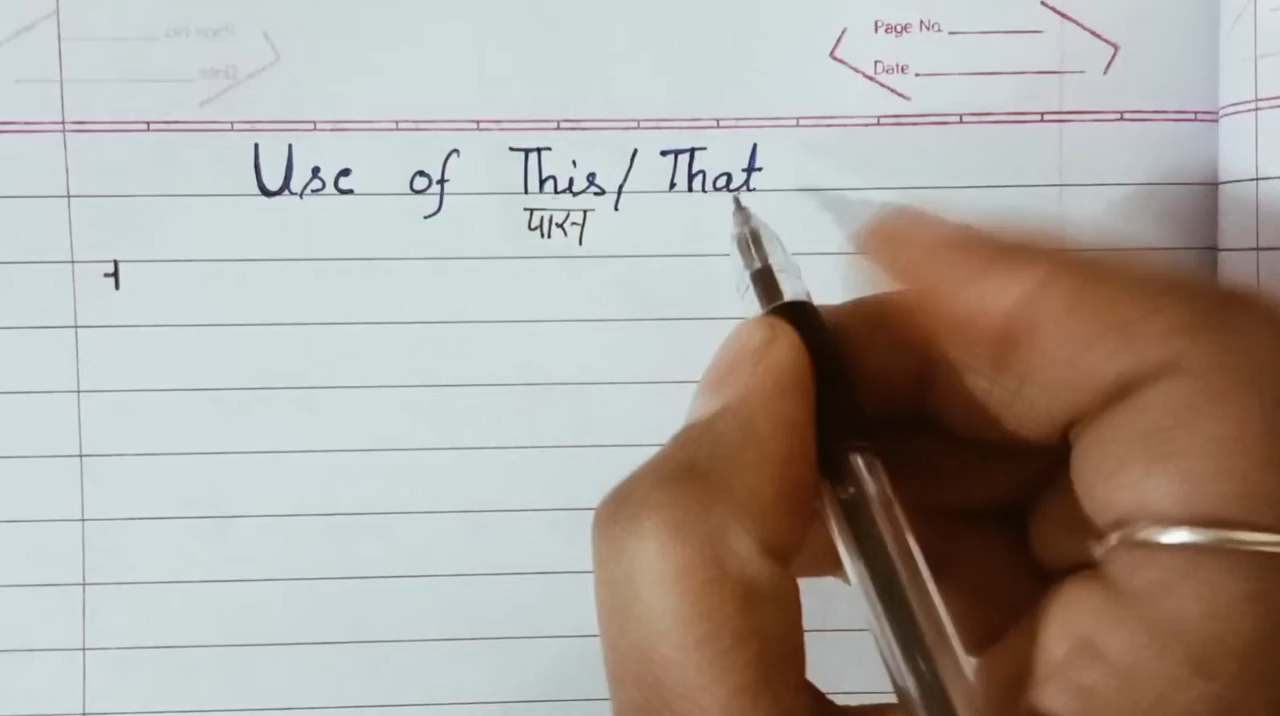 Page No
Date
Use of This/ That
पास